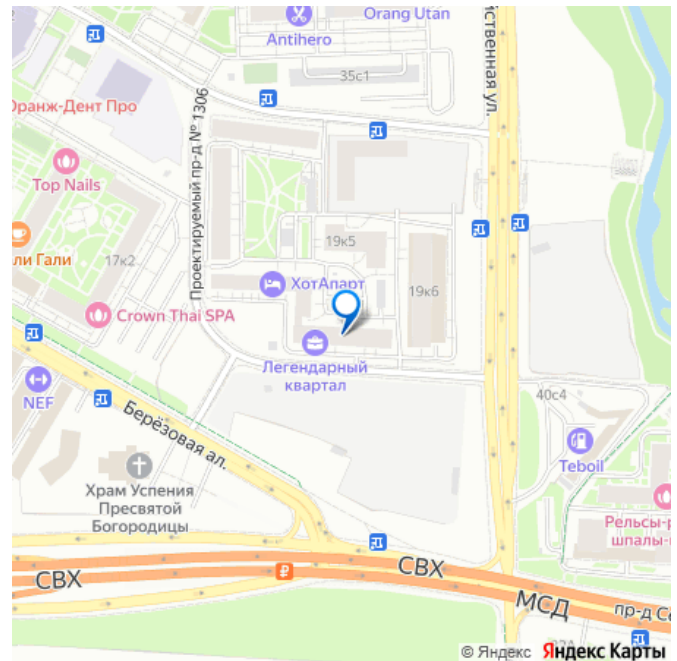 Orang Utan
Antihero
35с1
йственная ул.
Оранж-Дент Про
Проектируемый пр-д № 1306
Top Nails
ли Гали
17к2
19к5
ХотАпарт
19к6
Crown Thai SPA
Легендарный
квартал
NEF
40с4
Берёзовая ал.
Teboil
Храм Успения
Пресвятой
Богородицы
Рельсы-р
шпалы-
СВХ
СВХ
МСД
пр-д Се
© Яндекс Яндекс Карты